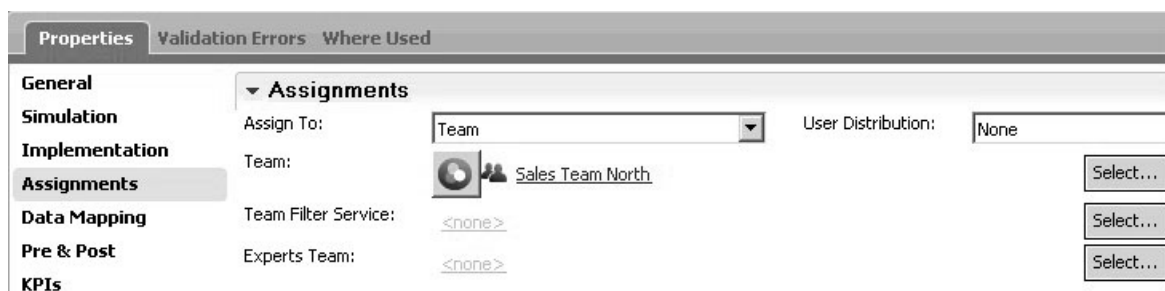 Properties Validation Errors Where Used
General
Simulation
Implementation
Assignments
Data Mapping
Pre & Post
KPIs
Assignments
Assign To: Team User Distribution: None
Team: Sales Team North Select...
Team Filter Service: <none> Select...
Experts Team: <none> Select...